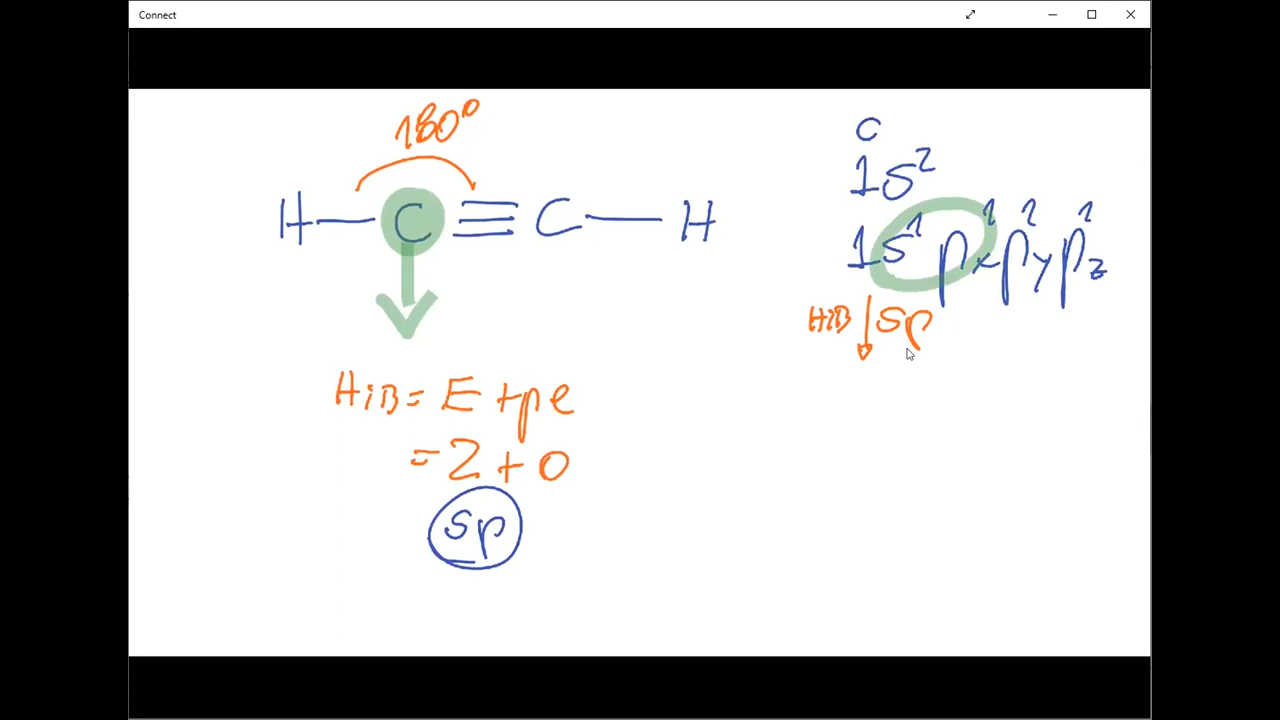 Connect
180°
H—C≡C—H
HiB = E + pe
= 2 + 0
sp
C
1s²
1s¹ px¹ py¹ pz¹
HiB ↓ sp